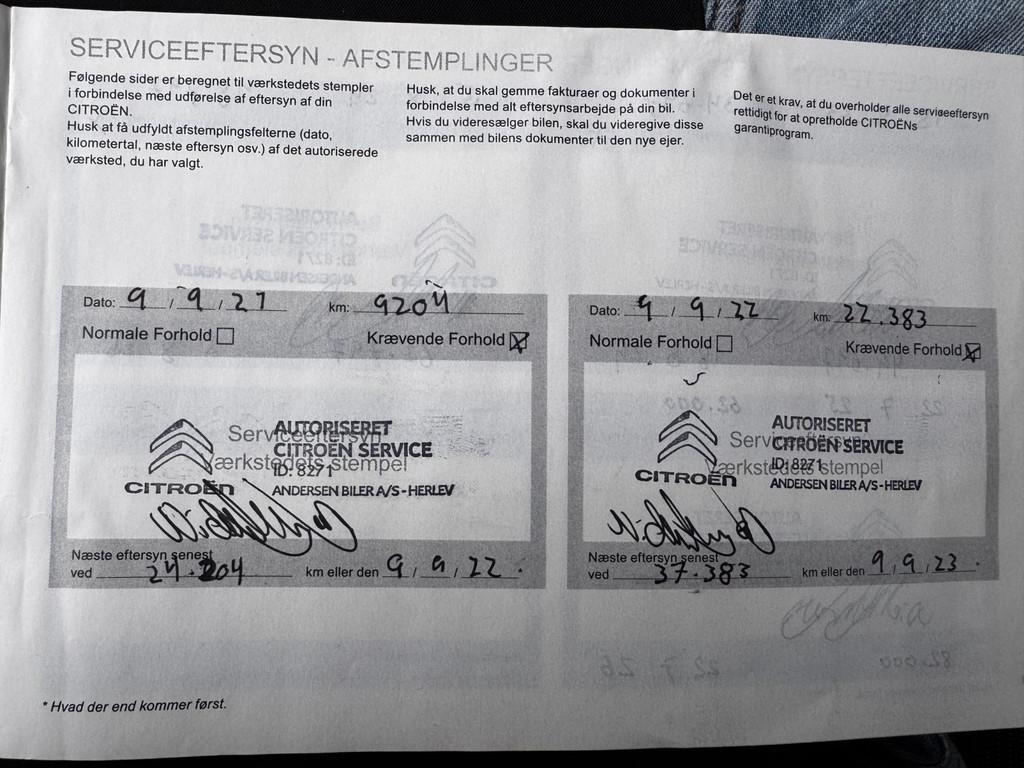 SERVICEEFTERSYN - AFSTEMPLINGER
Følgende sider er beregnet til værkstedets stempler
i forbindelse med udførelse af eftersyn af din
CITROËN.
Husk at få udfyldt afstemplingsfelterne (dato,
kilometertal, næste eftersyn osv.) af det autoriserede
værksted, du har valgt.
Husk, at du skal gemme fakturaer og dokumenter i
forbindelse med alt eftersynsarbejde på din bil.
Hvis du videresælger bilen, skal du videregive disse
sammen med bilens dokumenter til den nye ejer.
Det er et krav, at du overholder alle serviceeftersyn
rettidigt for at opretholde CITROËNs
garantiprogram.
Dato: 9 / 9 / 21 km: 9204
Normale Forhold Krævende Forhold
Serviceeftersyn
værkstedets stempel
AUTORISERET
CITROËN SERVICE
ID: 8271
CITROËN ANDERSEN BILER A/S - HERLEV
Næste eftersyn senest
ved 24.204 km eller den 9 / 9 / 22 .
Dato: 9 / 9 / 22 km: 22.383
Normale Forhold Krævende Forhold
Serviceeftersyn
værkstedets stempel
AUTORISERET
CITROËN SERVICE
ID: 8271
CITROËN ANDERSEN BILER A/S - HERLEV
Næste eftersyn senest
ved 37.383 km eller den 9 / 9 / 23 .
* Hvad der end kommer først.